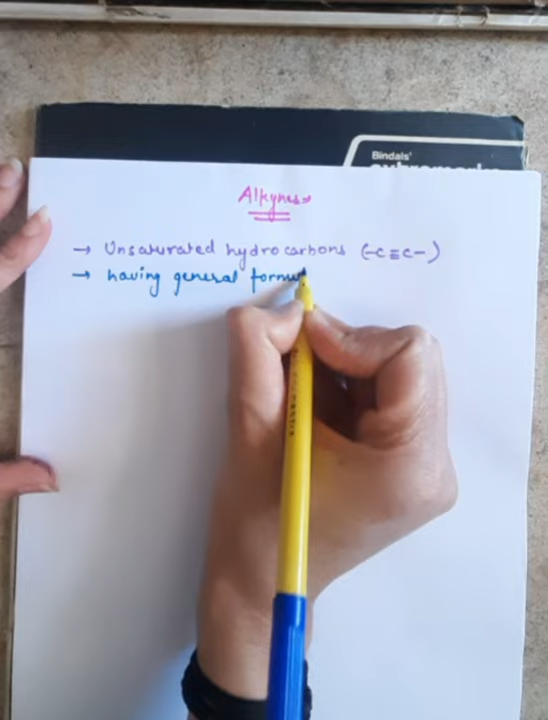 Bindals'
Alkynes
→ Unsaturated hydrocarbons (-C≡C-)
→ having general formu